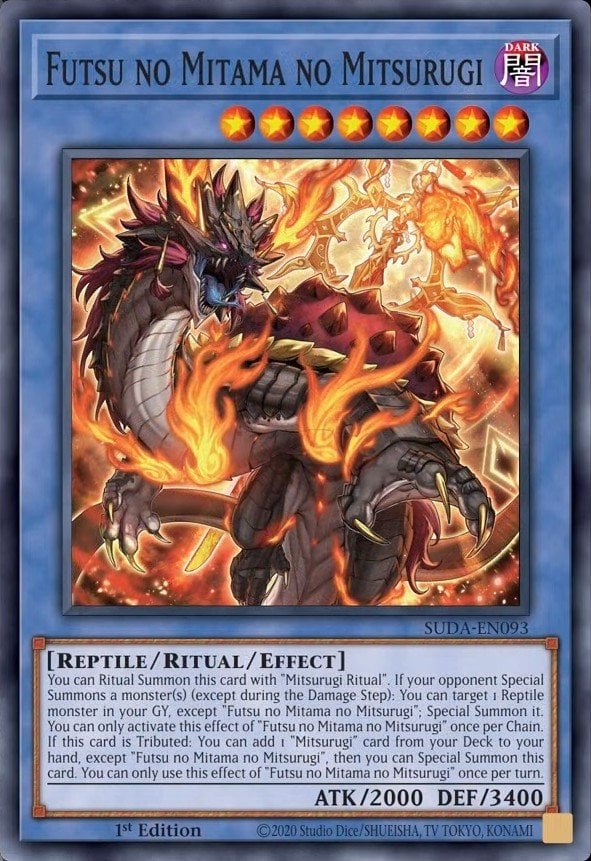 FUTSU NO MITAMA NO MITSURUGI
DARK
闇
SUDA-EN093
[REPTILE/RITUAL/EFFECT]
You can Ritual Summon this card with "Mitsurugi Ritual". If your opponent Special
Summons a monster(s) (except during the Damage Step): You can target 1 Reptile
monster in your GY, except "Futsu no Mitama no Mitsurugi"; Special Summon it.
You can only activate this effect of "Futsu no Mitama no Mitsurugi" once per Chain.
If this card is Tributed: You can add 1 "Mitsurugi" card from your Deck to your
hand, except "Futsu no Mitama no Mitsurugi", then you can Special Summon this
card. You can only use this effect of "Futsu no Mitama no Mitsurugi" once per turn.
ATK/2000 DEF/3400
1st Edition
©2020 Studio Dice/SHUEISHA, TV TOKYO, KONAMI